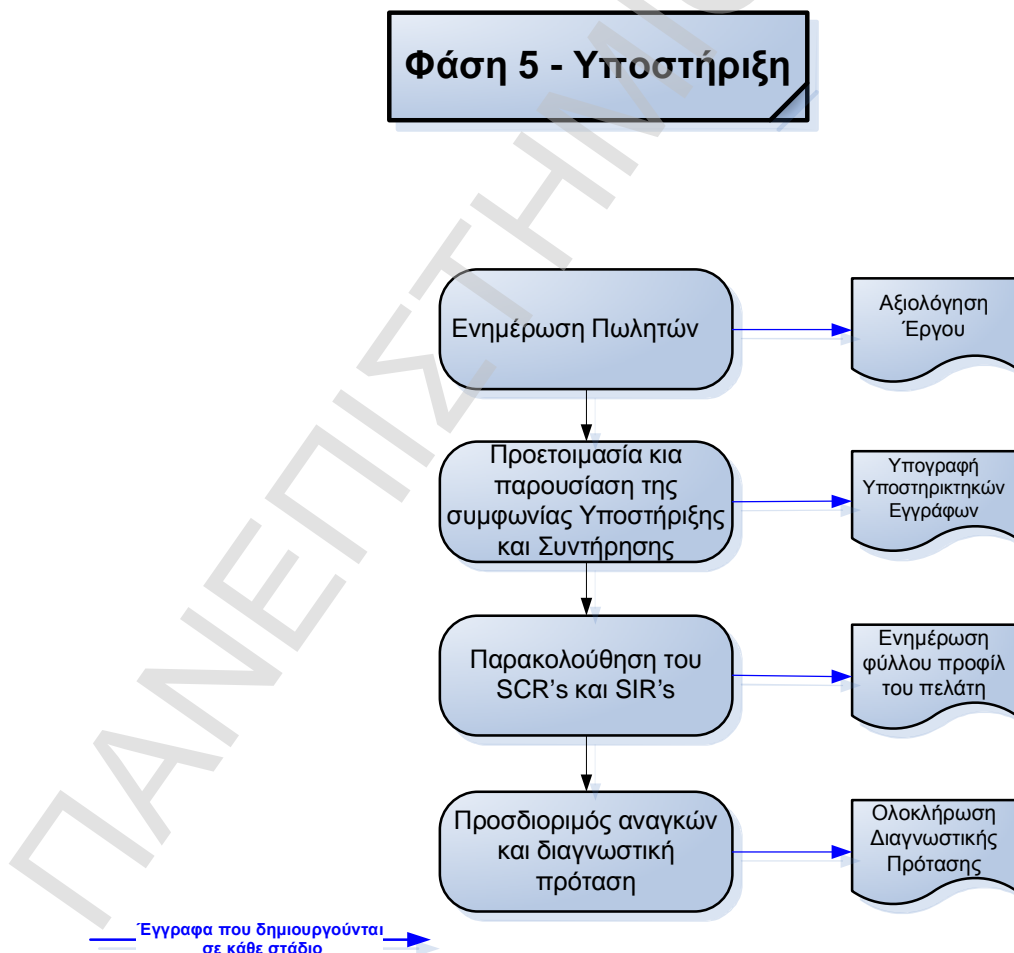 Φάση 5 - Υποστήριξη
Ενημέρωση Πωλητών
Αξιολόγηση
Έργου
Προετοιμασία κια
παρουσίαση της
συμφωνίας Υποστήριξης
και Συντήρησης
Υπογραφή
Υποστηρικτηκών
Εγγράφων
Παρακολούθηση του
SCR's και SIR's
Ενημέρωση
φύλλου προφίλ
του πελάτη
Προσδιοριμός αναγκών
και διαγνωστική
πρόταση
Ολοκλήρωση
Διαγνωστικής
Πρότασης
Έγγραφα που δημιουργούνται
σε κάθε στάδιο